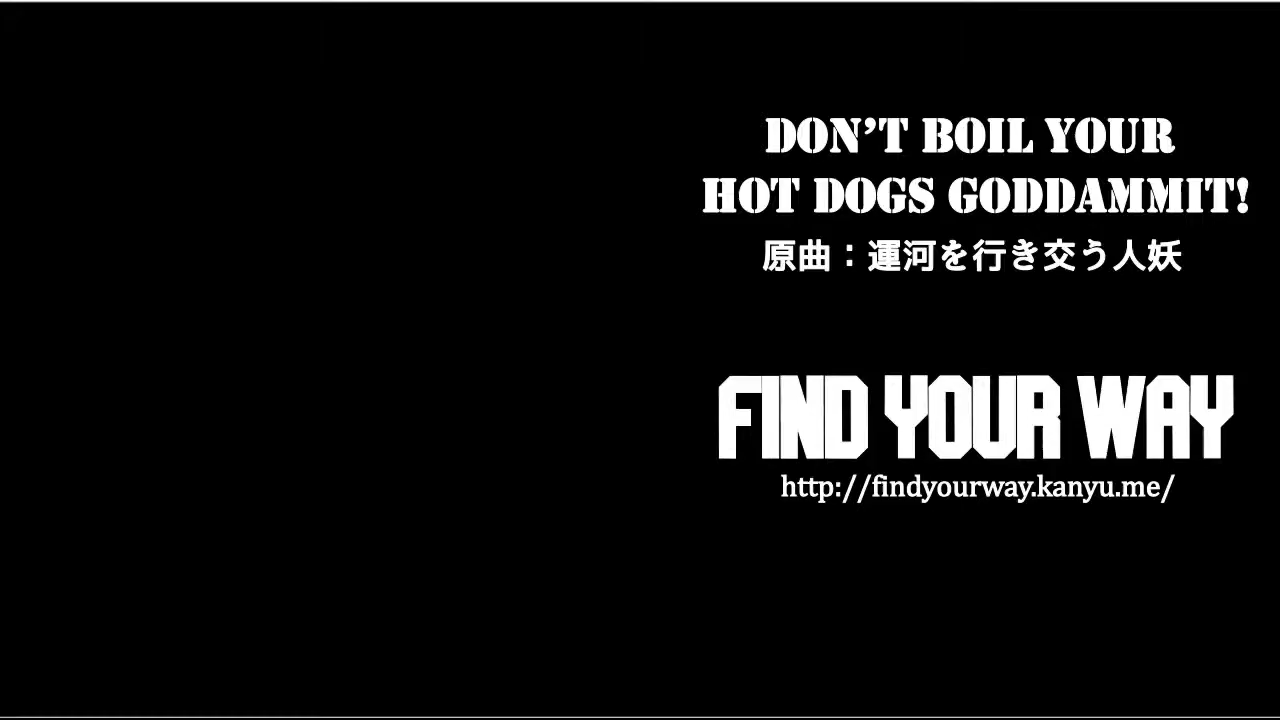 DON’T BOIL YOUR
HOT DOGS GODDAMMIT!
原曲：運河を行き交う人妖
FIND YOUR WAY
http://findyourway.kanyu.me/